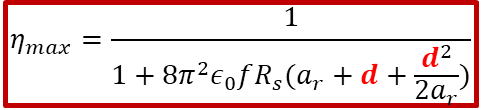 η_max = 1 / (1 + 8π²ϵ₀fR_s(a_r + d + d²/2a_r))